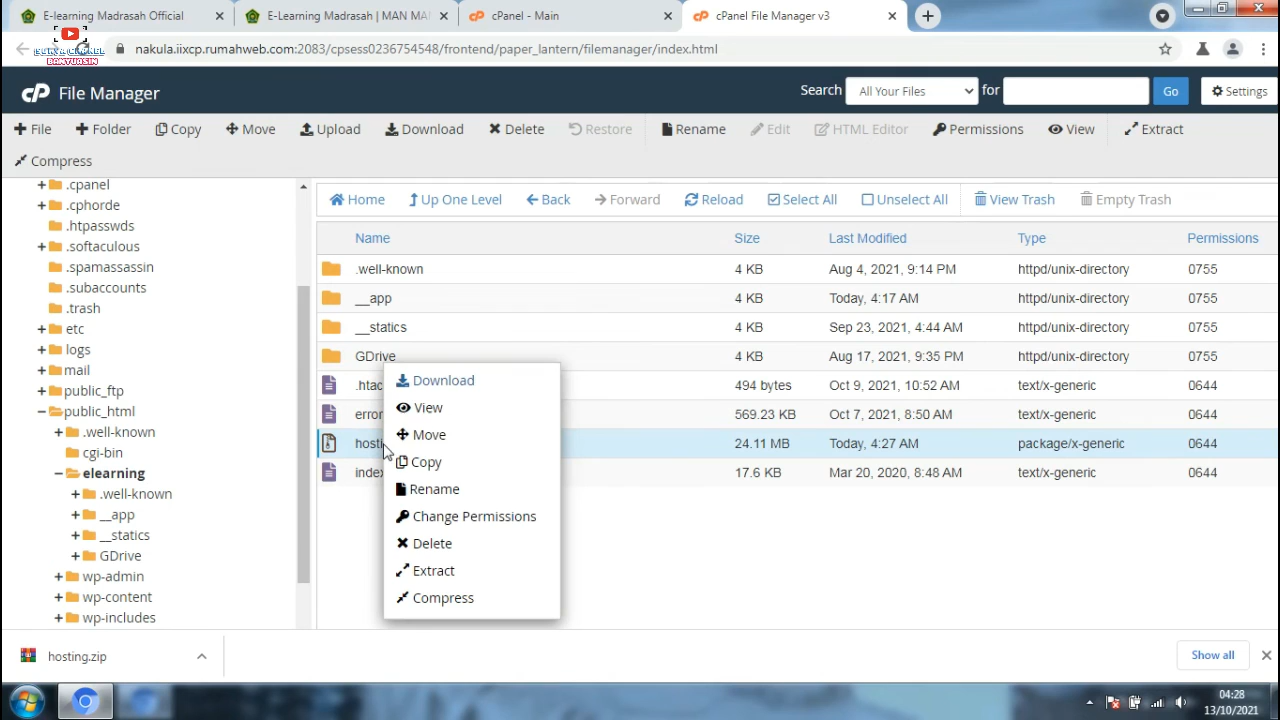 E-Learning Madrasah Official
E-Learning Madrasah | MAN MAN
cPanel - Main
cPanel File Manager v3
nakula.iixcp.rumahweb.com:2083/cpsess0236754548/frontend/paper_lantern/filemanager/index.html
BANYUASIN
cP File Manager
Search All Your Files for Go Settings
File Folder Copy Move Upload Download Delete Restore Rename Edit HTML Editor Permissions View Extract
Compress
Home Up One Level Back Forward Reload Select All Unselect All View Trash Empty Trash
.cpanel
.cphorde
.htpasswds
.softaculous
.spamassassin
.subaccounts
.trash
etc
logs
mail
public_ftp
public_html
.well-known
cgi-bin
elearning
.well-known
__app
__statics
GDrive
wp-admin
wp-content
wp-includes
Name Size Last Modified Type Permissions
.well-known 4 KB Aug 4, 2021, 9:14 PM httpd/unix-directory 0755
__app 4 KB Today, 4:17 AM httpd/unix-directory 0755
__statics 4 KB Sep 23, 2021, 4:44 AM httpd/unix-directory 0755
GDrive 4 KB Aug 17, 2021, 9:35 PM httpd/unix-directory 0755
.htac 494 bytes Oct 9, 2021, 10:52 AM text/x-generic 0644
error 569.23 KB Oct 7, 2021, 8:50 AM text/x-generic 0644
hosti 24.11 MB Today, 4:27 AM package/x-generic 0644
index 17.6 KB Mar 20, 2020, 8:48 AM text/x-generic 0644
Download
View
Move
Copy
Rename
Change Permissions
Delete
Extract
Compress
hosting.zip
Show all
04:28
13/10/2021